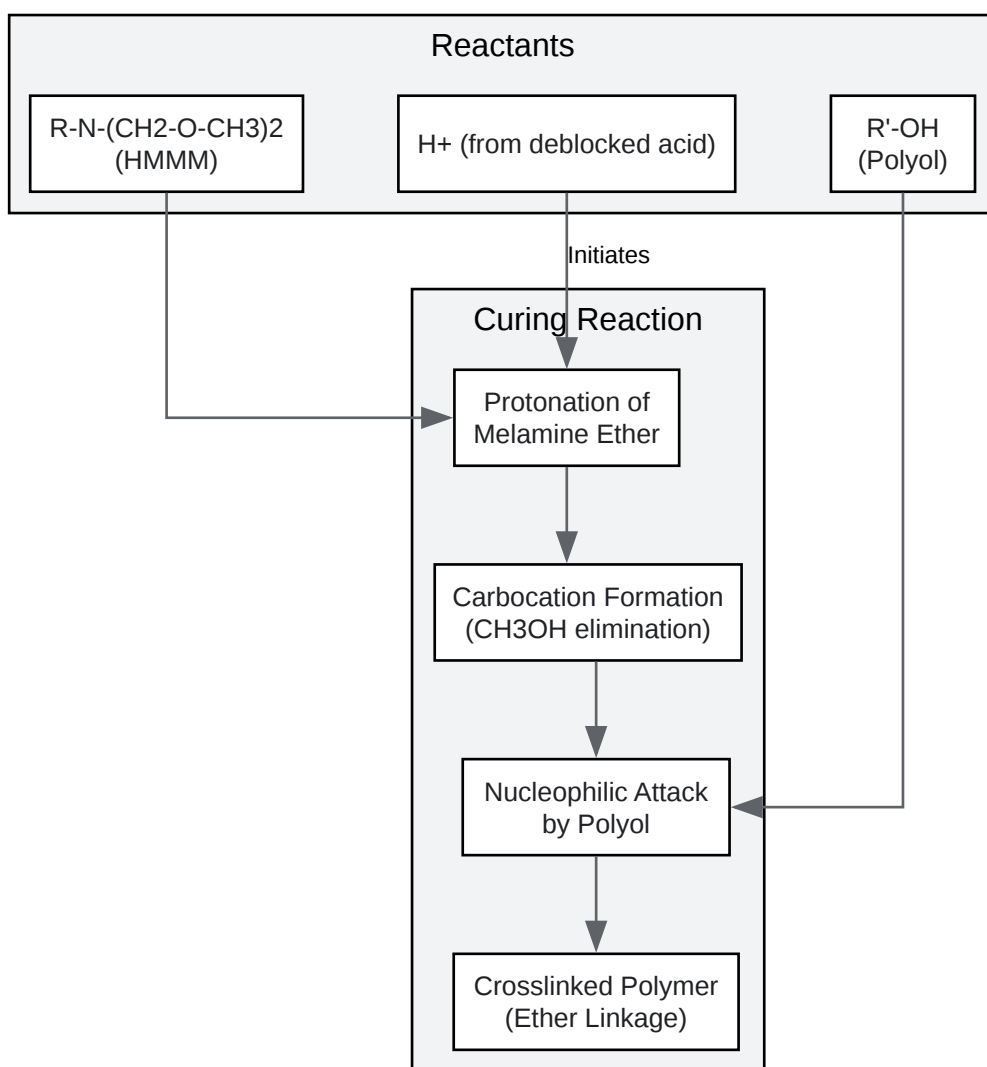 Reactants
R-N-(CH2-O-CH3)2
(HMMM)
H+ (from deblocked acid)
R'-OH
(Polyol)
Initiates
Curing Reaction
Protonation of
Melamine Ether
Carbocation Formation
(CH3OH elimination)
Nucleophilic Attack
by Polyol
Crosslinked Polymer
(Ether Linkage)